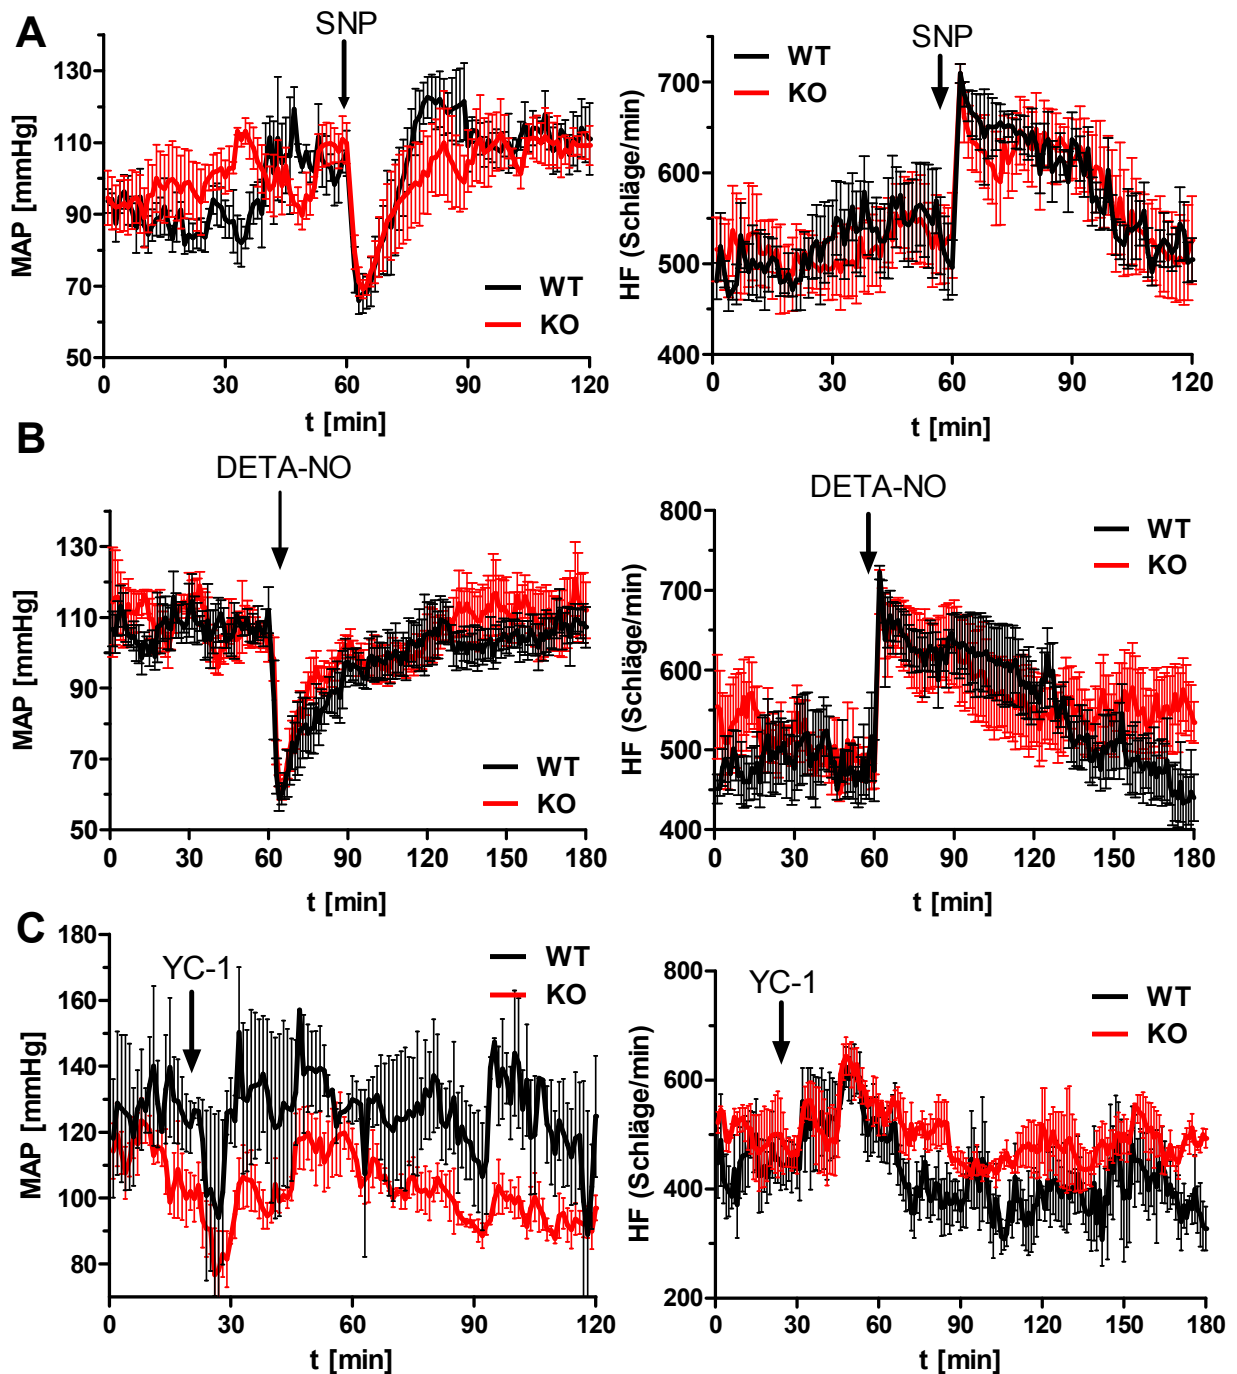 A
SNP
130
110
90
70
50
MAP [mmHg]
WT
KO
0 30 60 90 120
t [min]
SNP
WT
KO
700
600
500
400
HF (Schläge/min)
0 30 60 90 120
t [min]
B
DETA-NO
130
110
90
70
50
MAP [mmHg]
WT
KO
0 30 60 90 120 150 180
t [min]
DETA-NO
800
700
600
500
400
HF (Schläge/min)
WT
KO
0 30 60 90 120 150 180
t [min]
C
YC-1
180
160
140
120
100
80
MAP [mmHg]
WT
KO
0 30 60 90 120
t [min]
YC-1
800
600
400
200
HF (Schläge/min)
WT
KO
0 30 60 90 120 150 180
t [min]